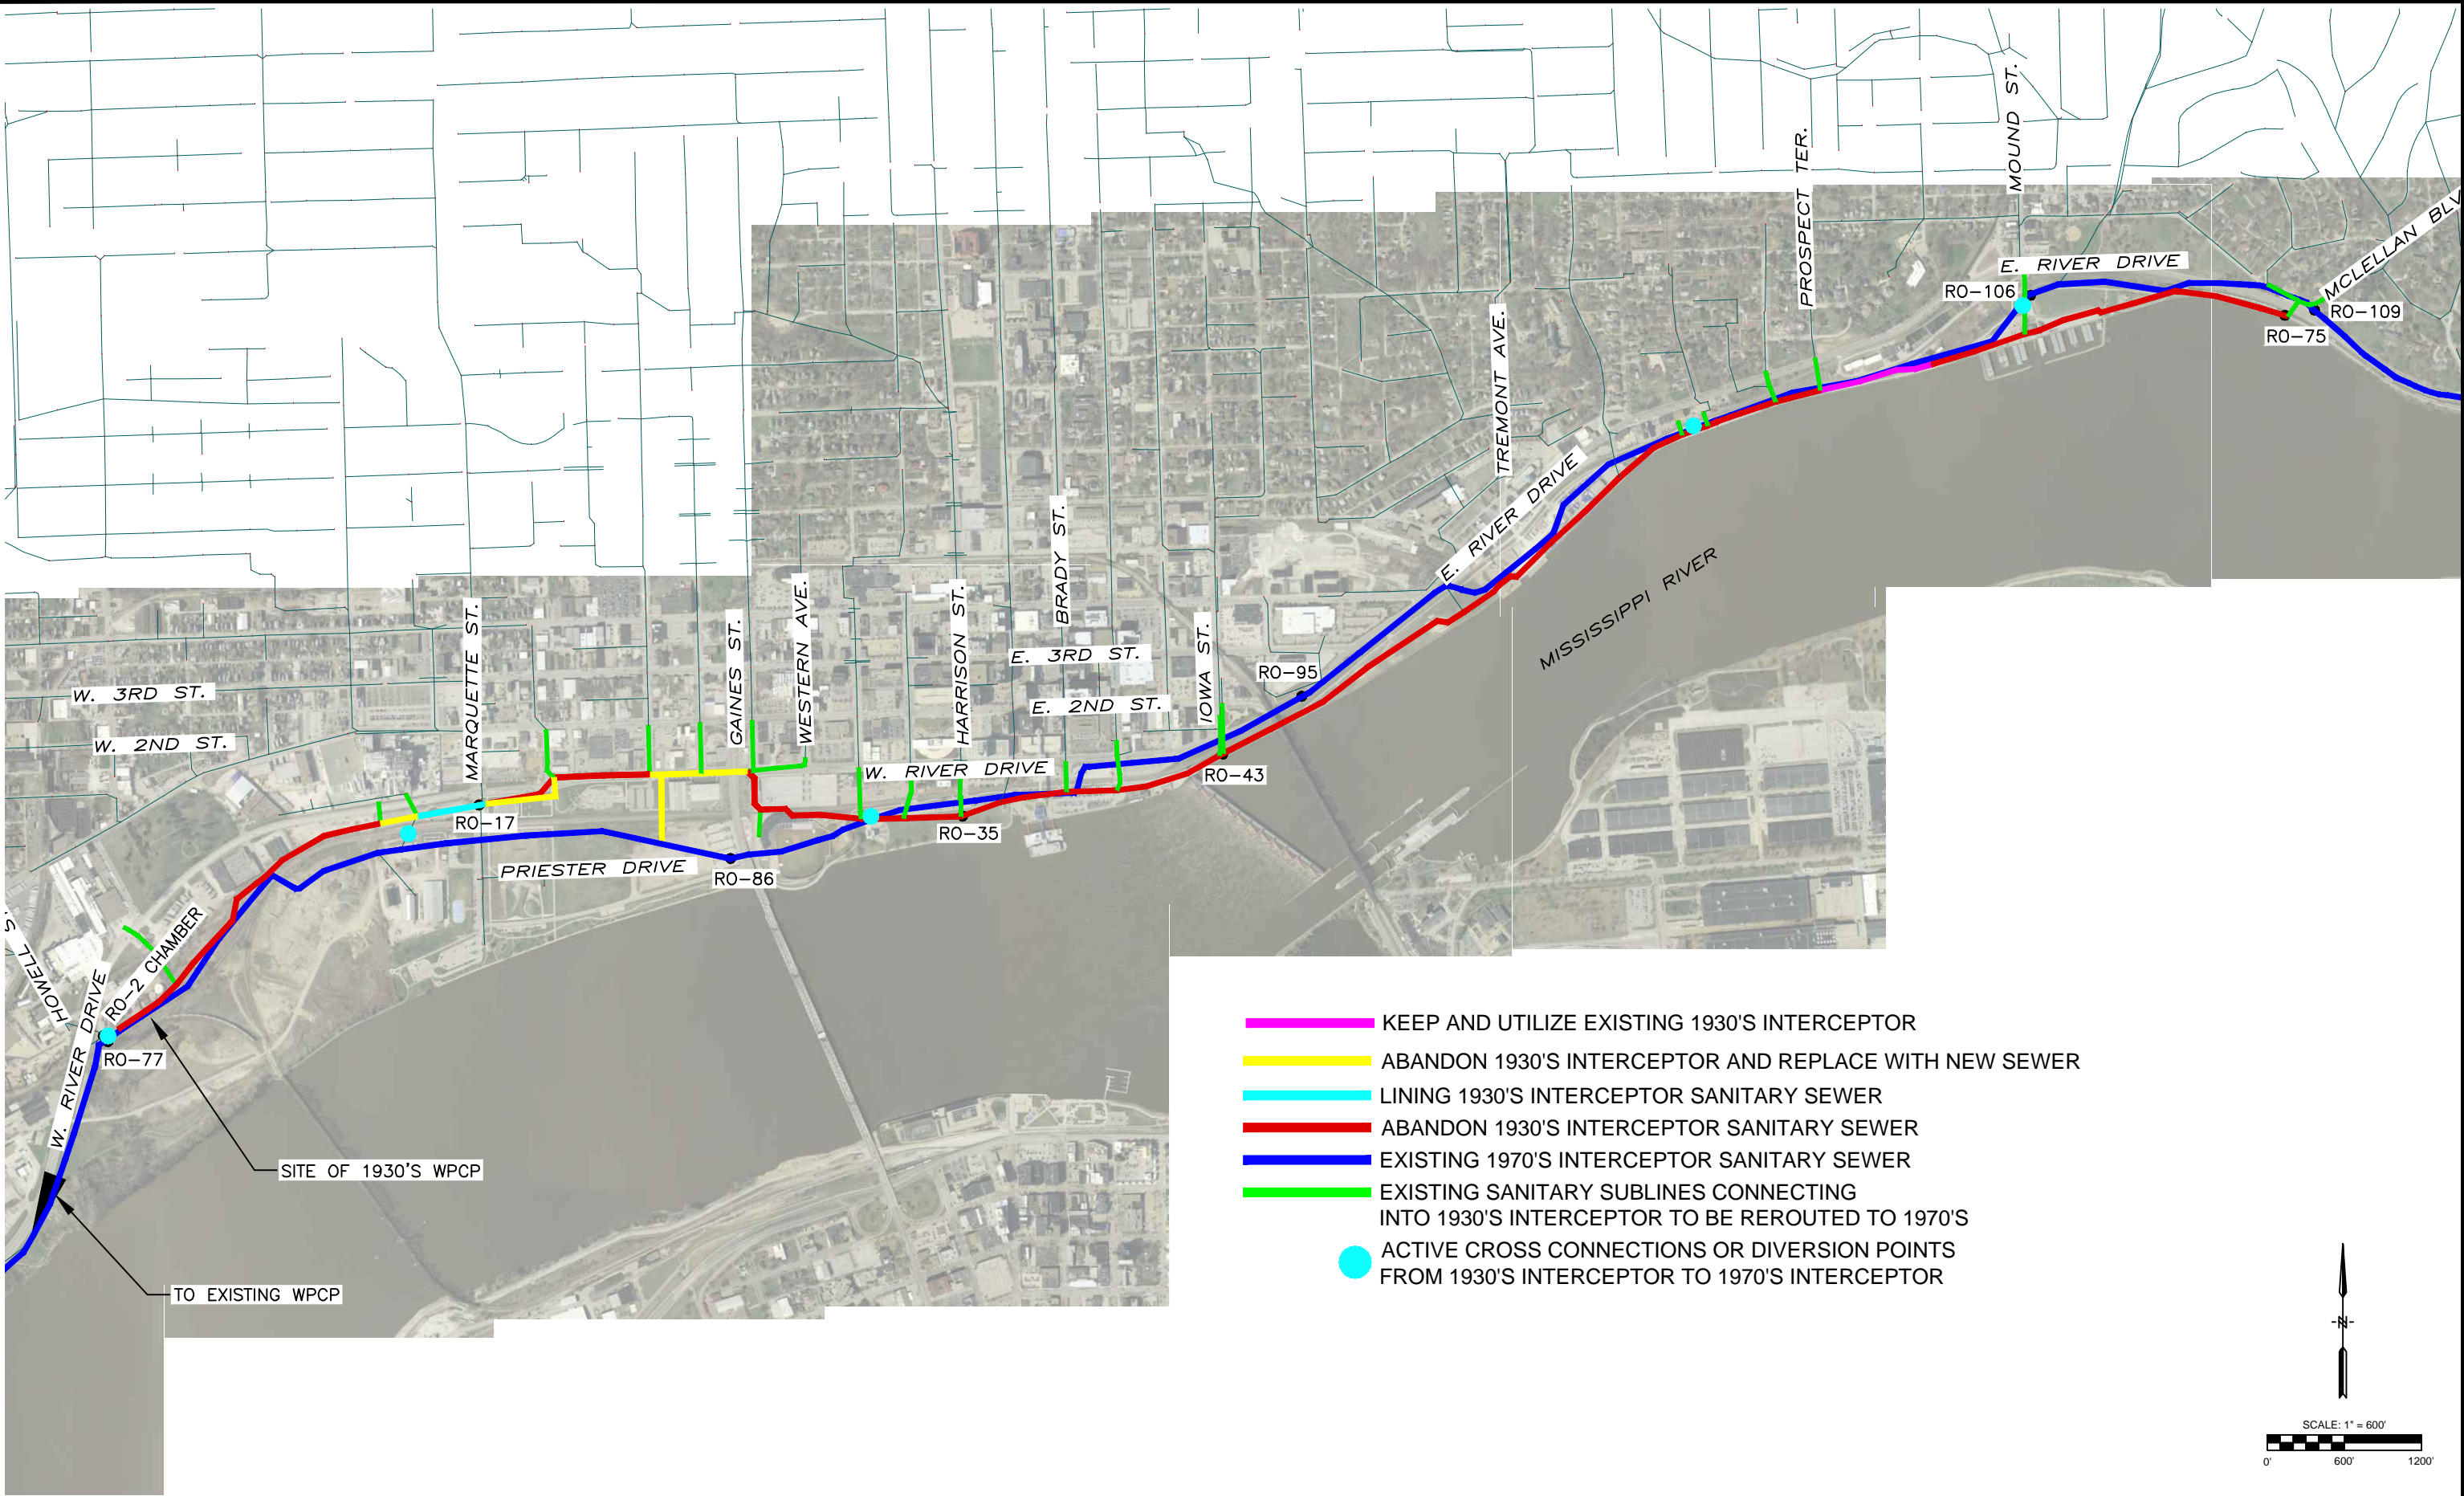 MOUND ST.
PROSPECT TER.
MCLELLAN BLV
E. RIVER DRIVE
RO-106
RO-109
RO-75
TREMONT AVE.
E. RIVER DRIVE
MISSISSIPPI RIVER
BRADY ST.
MARQUETTE ST.
GAINES ST.
WESTERN AVE.
HARRISON ST.
IOWA ST.
E. 3RD ST.
W. 3RD ST.
E. 2ND ST.
RO-95
W. 2ND ST.
W. RIVER DRIVE
RO-43
RO-17
RO-35
PRIESTER DRIVE
RO-86
HOWELL S
RO-2 CHAMBER
W. RIVER DRIVE
RO-77
SITE OF 1930'S WPCP
TO EXISTING WPCP
KEEP AND UTILIZE EXISTING 1930'S INTERCEPTOR
ABANDON 1930'S INTERCEPTOR AND REPLACE WITH NEW SEWER
LINING 1930'S INTERCEPTOR SANITARY SEWER
ABANDON 1930'S INTERCEPTOR SANITARY SEWER
EXISTING 1970'S INTERCEPTOR SANITARY SEWER
EXISTING SANITARY SUBLINES CONNECTING
INTO 1930'S INTERCEPTOR TO BE REROUTED TO 1970'S
ACTIVE CROSS CONNECTIONS OR DIVERSION POINTS
FROM 1930'S INTERCEPTOR TO 1970'S INTERCEPTOR
-N-
SCALE: 1" = 600'
0' 600' 1200'